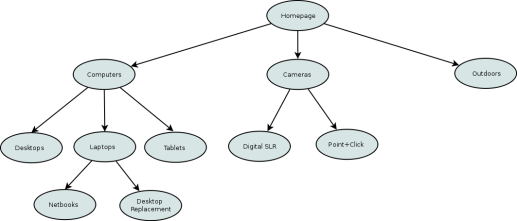 Homepage
Computers
Cameras
Outdoors
Desktops
Laptops
Tablets
Digital SLR
Point+Click
Netbooks
Desktop
Replacement